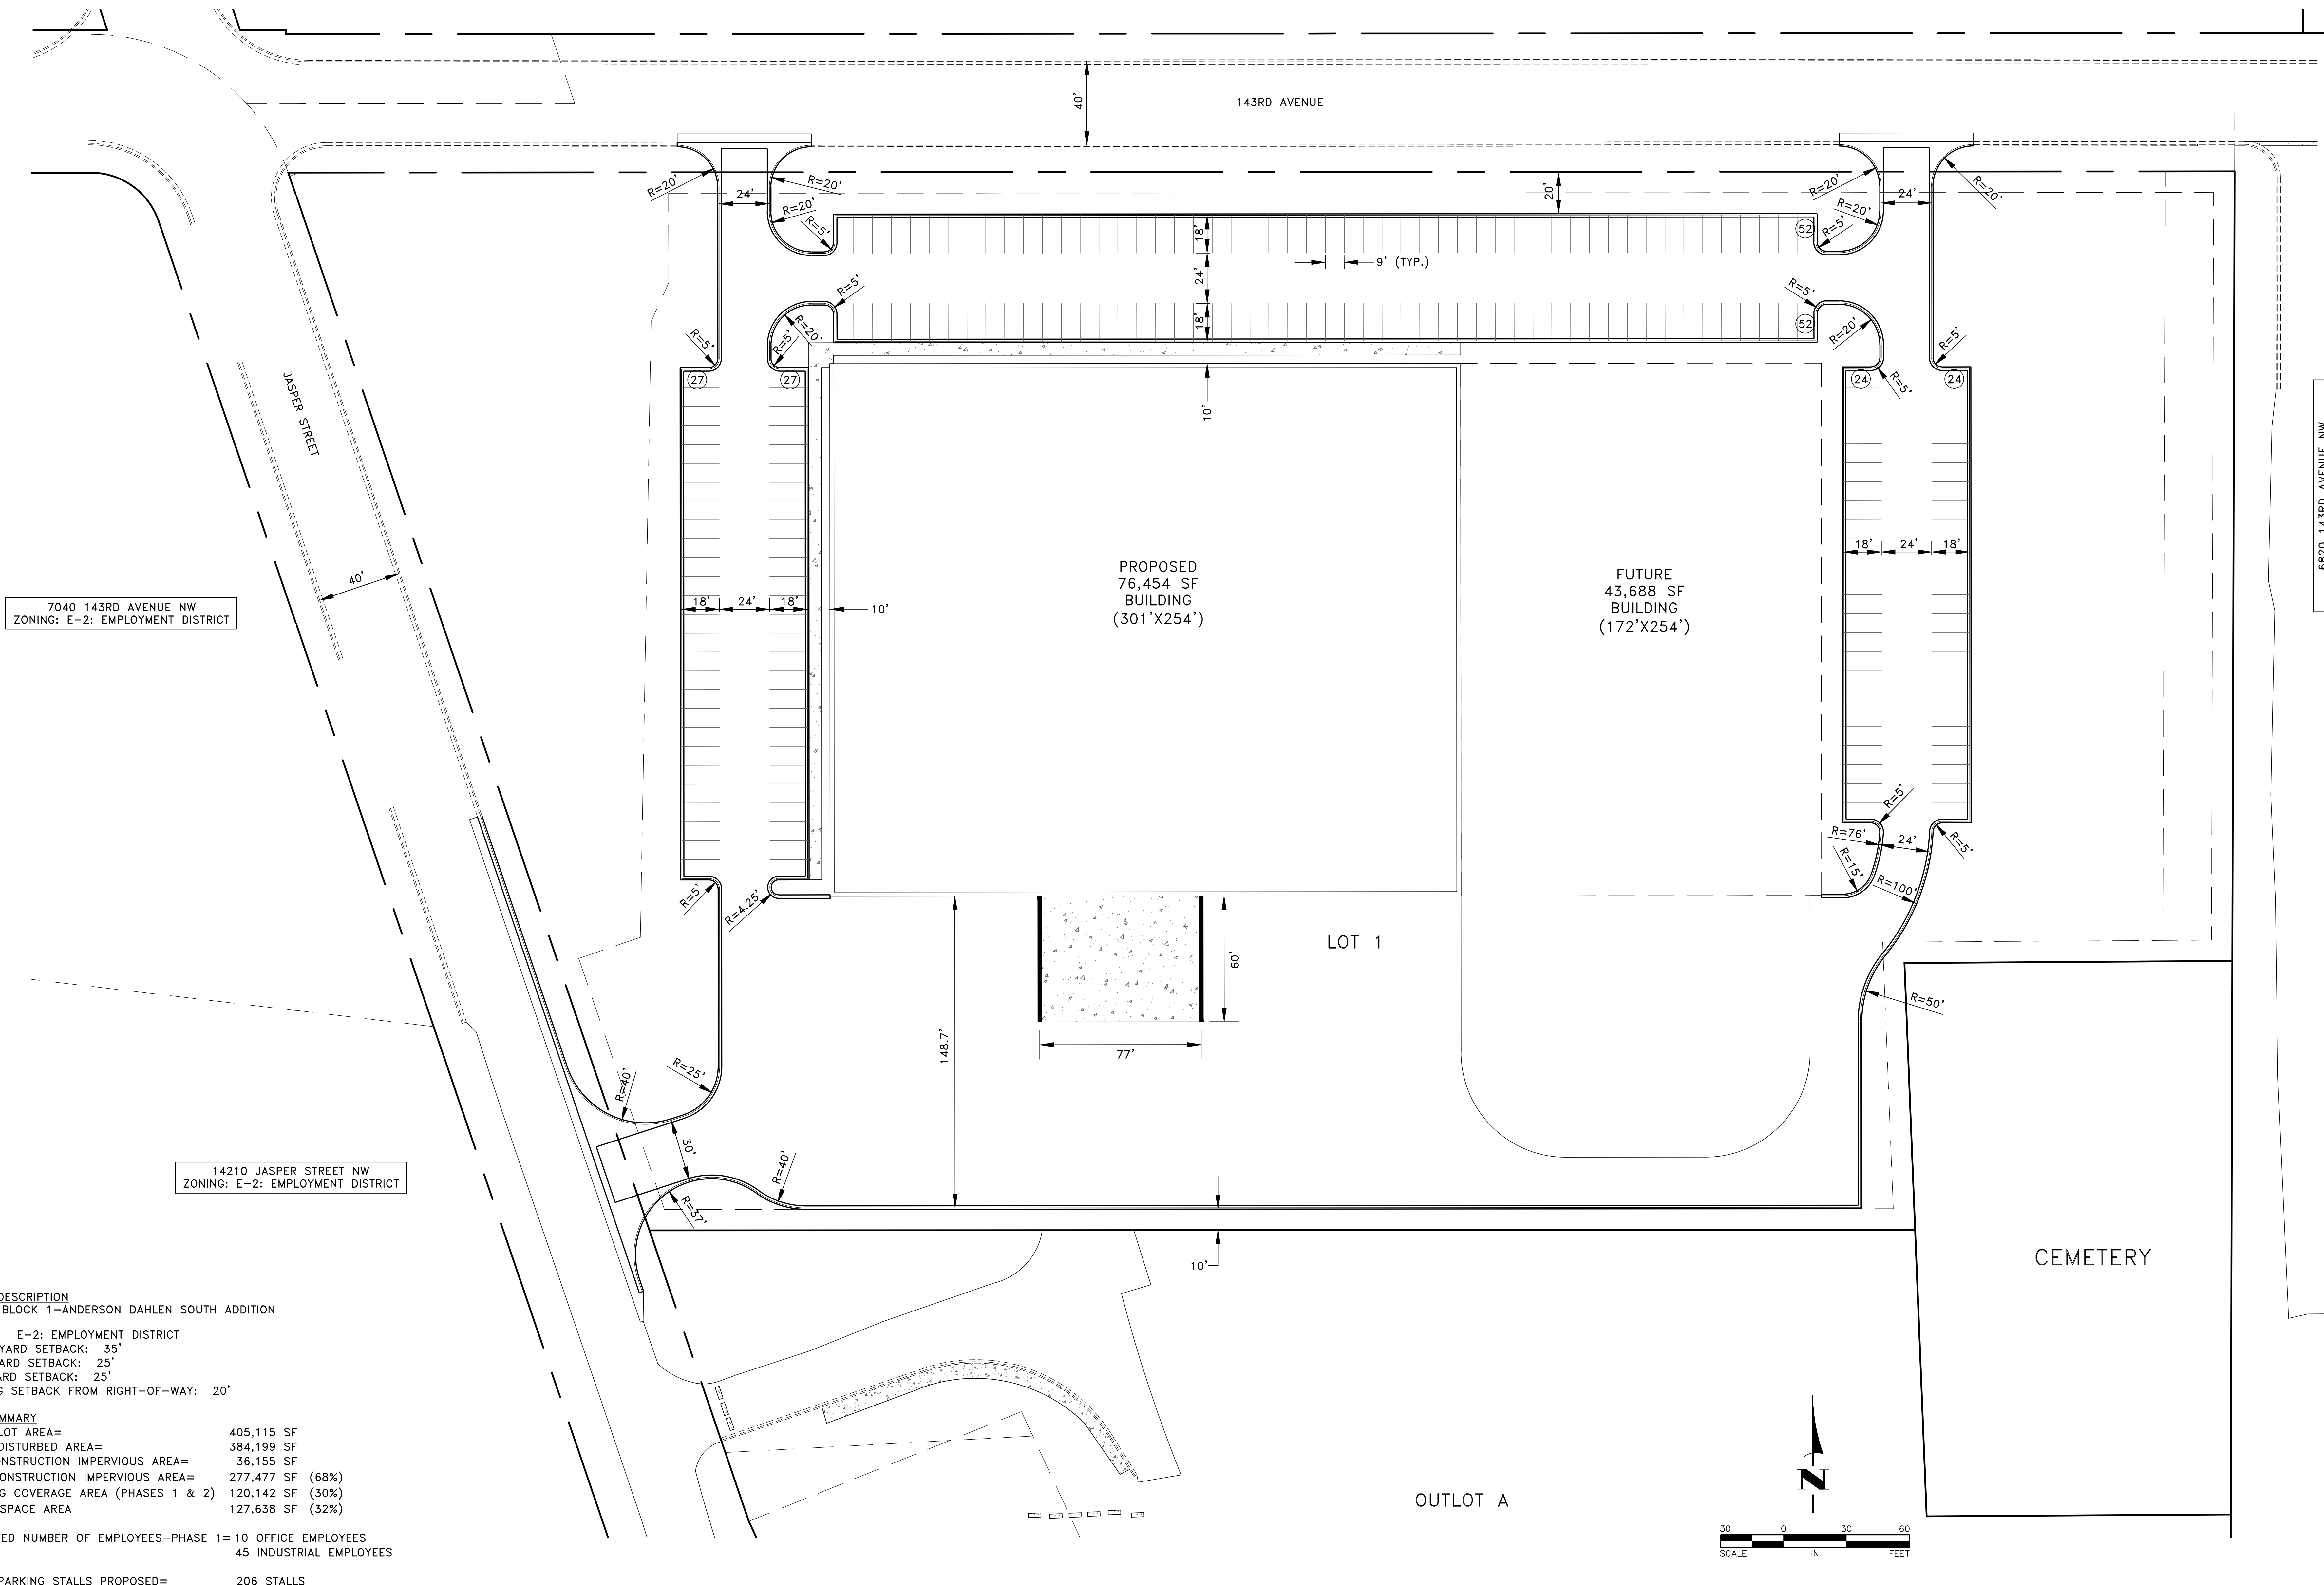 143RD AVENUE
40'
R=20'
24'
R=20'
R=20'
R=5'
20'
R=20'
24'
R=20'
R=20'
R=5'
52
18'
24'
18'
9' (TYP.)
R=5'
R=20'
R=5'
R=5'
52
R=5'
R=20'
R=5'
R=5'
27
27
24
24
10'
JASPER STREET
40'
7040 143RD AVENUE NW
ZONING: E-2: EMPLOYMENT DISTRICT
18'
24'
18'
10'
PROPOSED
76,454 SF
BUILDING
(301'X254')
FUTURE
43,688 SF
BUILDING
(172'X254')
18'
24'
18'
6820 143RD AVENUE NW
R=5'
R=76'
24'
R=5'
R=15'
R=100'
R=5'
R=4.25'
LOT 1
60'
77'
148.7'
R=50'
R=40'
R=25'
30'
R=40'
R=37'
10'
14210 JASPER STREET NW
ZONING: E-2: EMPLOYMENT DISTRICT
CEMETERY
OUTLOT A
N
30 0 30 60
SCALE IN FEET
DESCRIPTION
BLOCK 1-ANDERSON DAHLEN SOUTH ADDITION
: E-2: EMPLOYMENT DISTRICT
YARD SETBACK: 35'
ARD SETBACK: 25'
ARD SETBACK: 25'
G SETBACK FROM RIGHT-OF-WAY: 20'
MMARY
LOT AREA= 405,115 SF
DISTURBED AREA= 384,199 SF
ONSTRUCTION IMPERVIOUS AREA= 36,155 SF
ONSTRUCTION IMPERVIOUS AREA= 277,477 SF (68%)
G COVERAGE AREA (PHASES 1 & 2) 120,142 SF (30%)
SPACE AREA 127,638 SF (32%)
ED NUMBER OF EMPLOYEES-PHASE 1= 10 OFFICE EMPLOYEES
45 INDUSTRIAL EMPLOYEES
PARKING STALLS PROPOSED= 206 STALLS